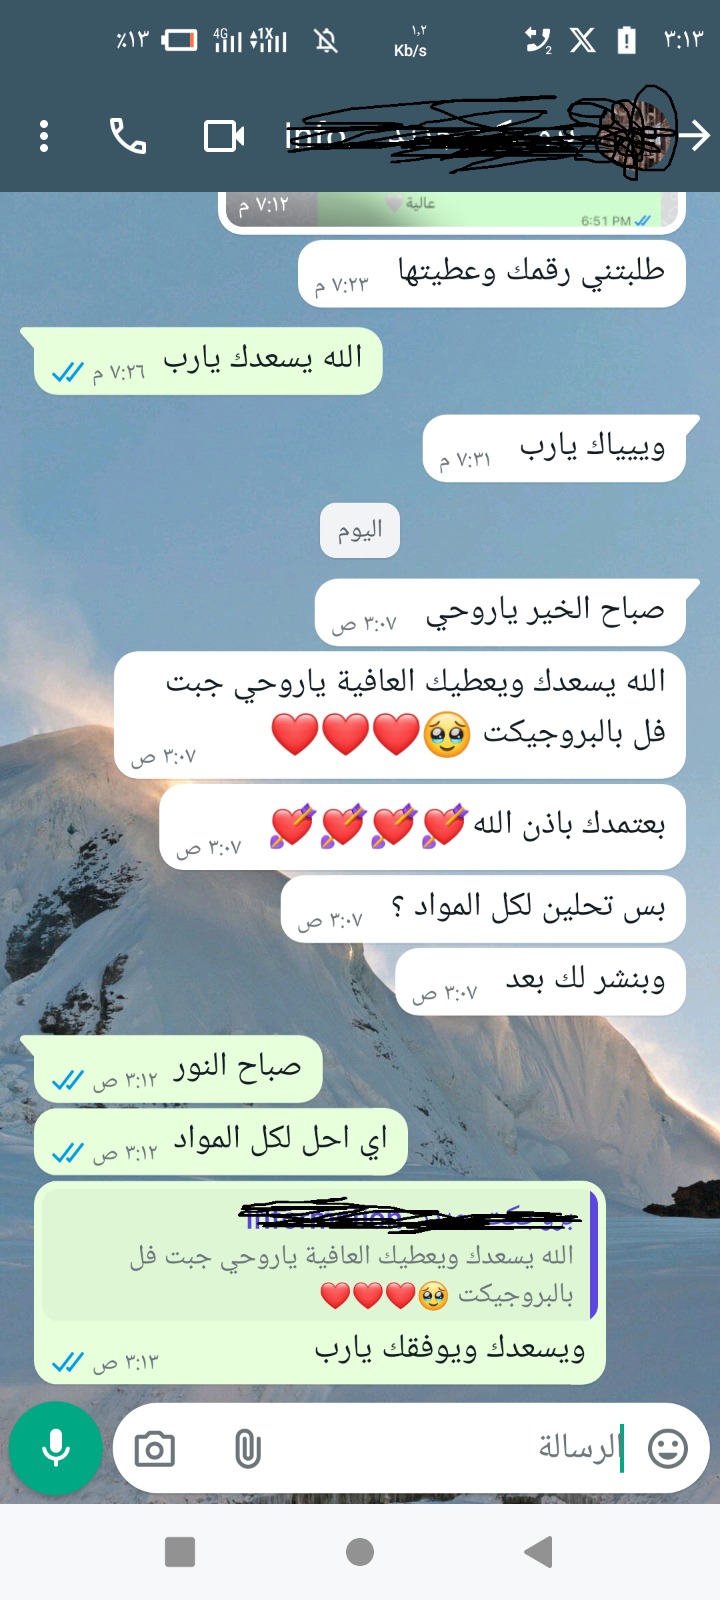 ٪١٣ 4G 1X ١,٢ Kb/s ٣:١٣
عالية🤍
٧:١٢ م
6:51 PM
طلبتني رقمك وعطيتها ٧:٢٣ م
الله يسعدك يارب ٧:٢٦ م
وييياك يارب ٧:٣١ م
اليوم
صباح الخير ياروحي ٣:٠٧ ص
الله يسعدك ويعطيك العافية ياروحي جبت
فل بالبروجيكت 🥹❤️❤️❤️ ٣:٠٧ ص
بعتمدك باذن الله 💘💘💘💘 ٣:٠٧ ص
بس تحلين لكل المواد ؟ ٣:٠٧ ص
وبنشر لك بعد ٣:٠٧ ص
صباح النور ٣:١٢ ص
اي احل لكل المواد ٣:١٢ ص
الله يسعدك ويعطيك العافية ياروحي جبت فل
بالبروجيكت 🥹❤️❤️❤️
ويسعدك ويوفقك يارب ٣:١٣ ص
الرسالة